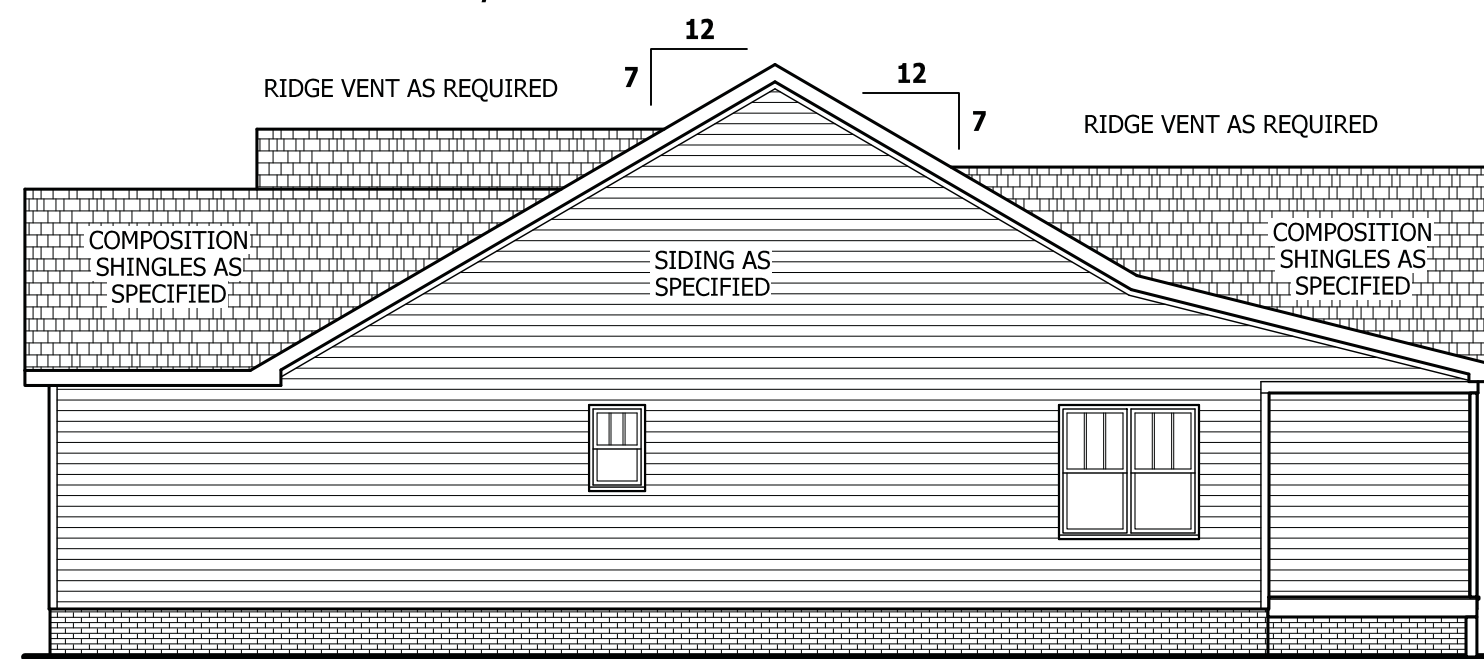 12
7
12
7
RIDGE VENT AS REQUIRED
RIDGE VENT AS REQUIRED
COMPOSITION
SHINGLES AS
SPECIFIED
SIDING AS
SPECIFIED
COMPOSITION
SHINGLES AS
SPECIFIED